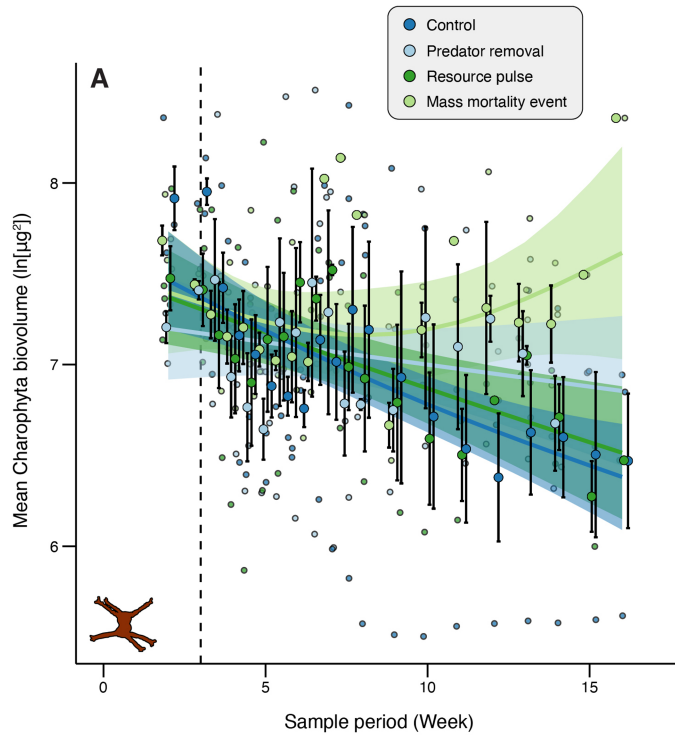 Control
Predator removal
Resource pulse
Mass mortality event
A
8
7
6
Mean Charophyta biovolume (ln[µg²])
0 5 10 15
Sample period (Week)